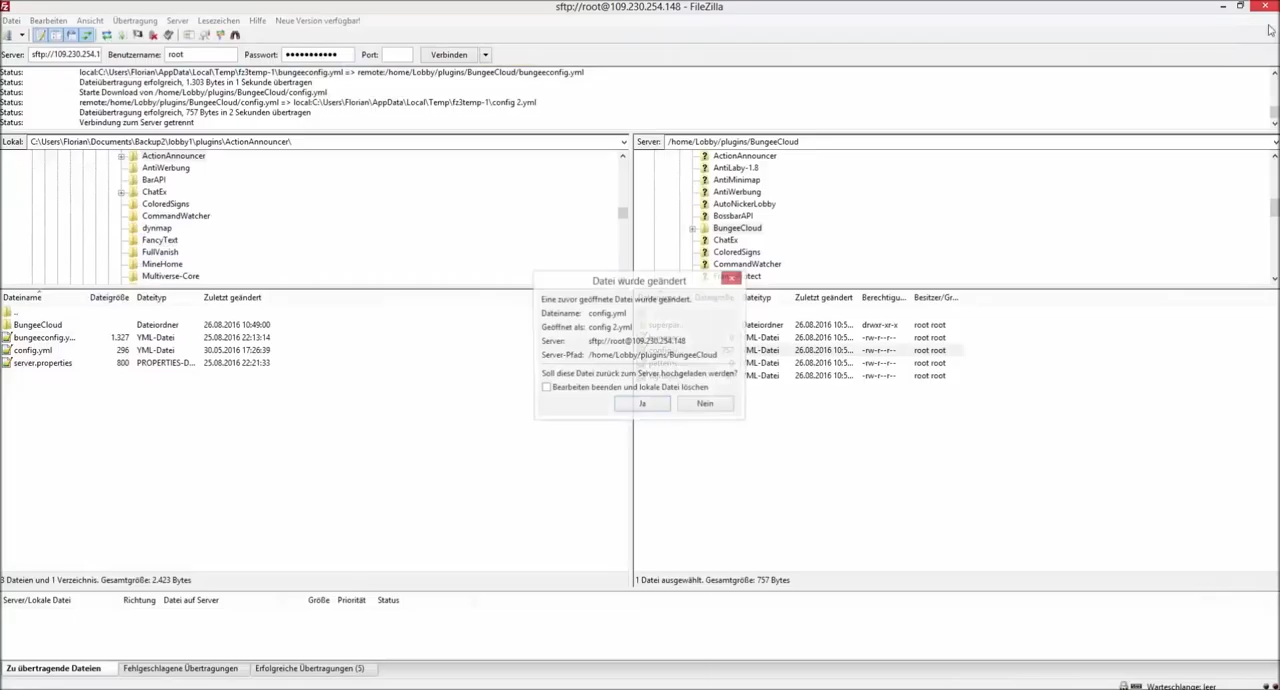 sftp://root@109.230.254.148 - FileZilla
Datei Bearbeiten Ansicht Übertragung Server Lesezeichen Hilfe Neue Version verfügbar!
Server: sftp://109.230.254.1 Benutzername: root Passwort: ●●●●●●●●●●● Port: Verbinden
Status: local:C:\Users\Florian\AppData\Local\Temp\fz3temp-1\bungeeconfig.yml => remote:/home/Lobby/plugins/BungeeCloud/bungeeconfig.yml
Status: Dateiübertragung erfolgreich, 1.303 Bytes in 1 Sekunde übertragen
Status: Starte Download von /home/Lobby/plugins/BungeeCloud/config.yml
Status: remote:/home/Lobby/plugins/BungeeCloud/config.yml => local:C:\Users\Florian\AppData\Local\Temp\fz3temp-1\config 2.yml
Status: Dateiübertragung erfolgreich, 757 Bytes in 2 Sekunden übertragen
Status: Verbindung zum Server getrennt
Lokal: C:\Users\Florian\Documents\Backup2\lobby1\plugins\ActionAnnouncer\
ActionAnnouncer
AntiWerbung
BarAPI
ChatEx
ColoredSigns
CommandWatcher
dynmap
FancyText
FullVanish
MineHome
Multiverse-Core
Server: /home/Lobby/plugins/BungeeCloud
ActionAnnouncer
AntiLaby-1.8
AntiMinimap
AntiWerbung
AutoNickerLobby
BossbarAPI
BungeeCloud
ChatEx
ColoredSigns
CommandWatcher
Dateiname Dateigröße Dateityp Zuletzt geändert
..
BungeeCloud Dateiordner 26.08.2016 10:49:00
bungeeconfig.y... 1.327 YML-Datei 25.08.2016 22:13:14
config.yml 296 YML-Datei 30.05.2016 17:26:39
server.properties 800 PROPERTIES-D... 25.08.2016 22:21:33
3 Dateien und 1 Verzeichnis. Gesamtgröße: 2.423 Bytes
Datei wurde geändert
Eine zuvor geöffnete Datei wurde geändert.
Dateiname: config.yml
Geöffnet als: config 2.yml
Server: sftp://root@109.230.254.148
Server-Pfad: /home/Lobby/plugins/BungeeCloud
Soll diese Datei zurück zum Server hochgeladen werden?
Bearbeiten beenden und lokale Datei löschen
Ja Nein
Dateityp Zuletzt geändert Berechtigu... Besitzer/Gr...
Dateiordner 26.08.2016 10:5... drwxr-xr-x root root
YML-Datei 26.08.2016 10:5... -rw-r--r-- root root
YML-Datei 26.08.2016 10:5... -rw-r--r-- root root
YML-Datei 26.08.2016 10:5... -rw-r--r-- root root
YML-Datei 26.08.2016 10:5... -rw-r--r-- root root
1 Datei ausgewählt. Gesamtgröße: 757 Bytes
Server/Lokale Datei Richtung Datei auf Server Größe Priorität Status
Zu übertragende Dateien Fehlgeschlagene Übertragungen Erfolgreiche Übertragungen (5)
Warteschlange: leer